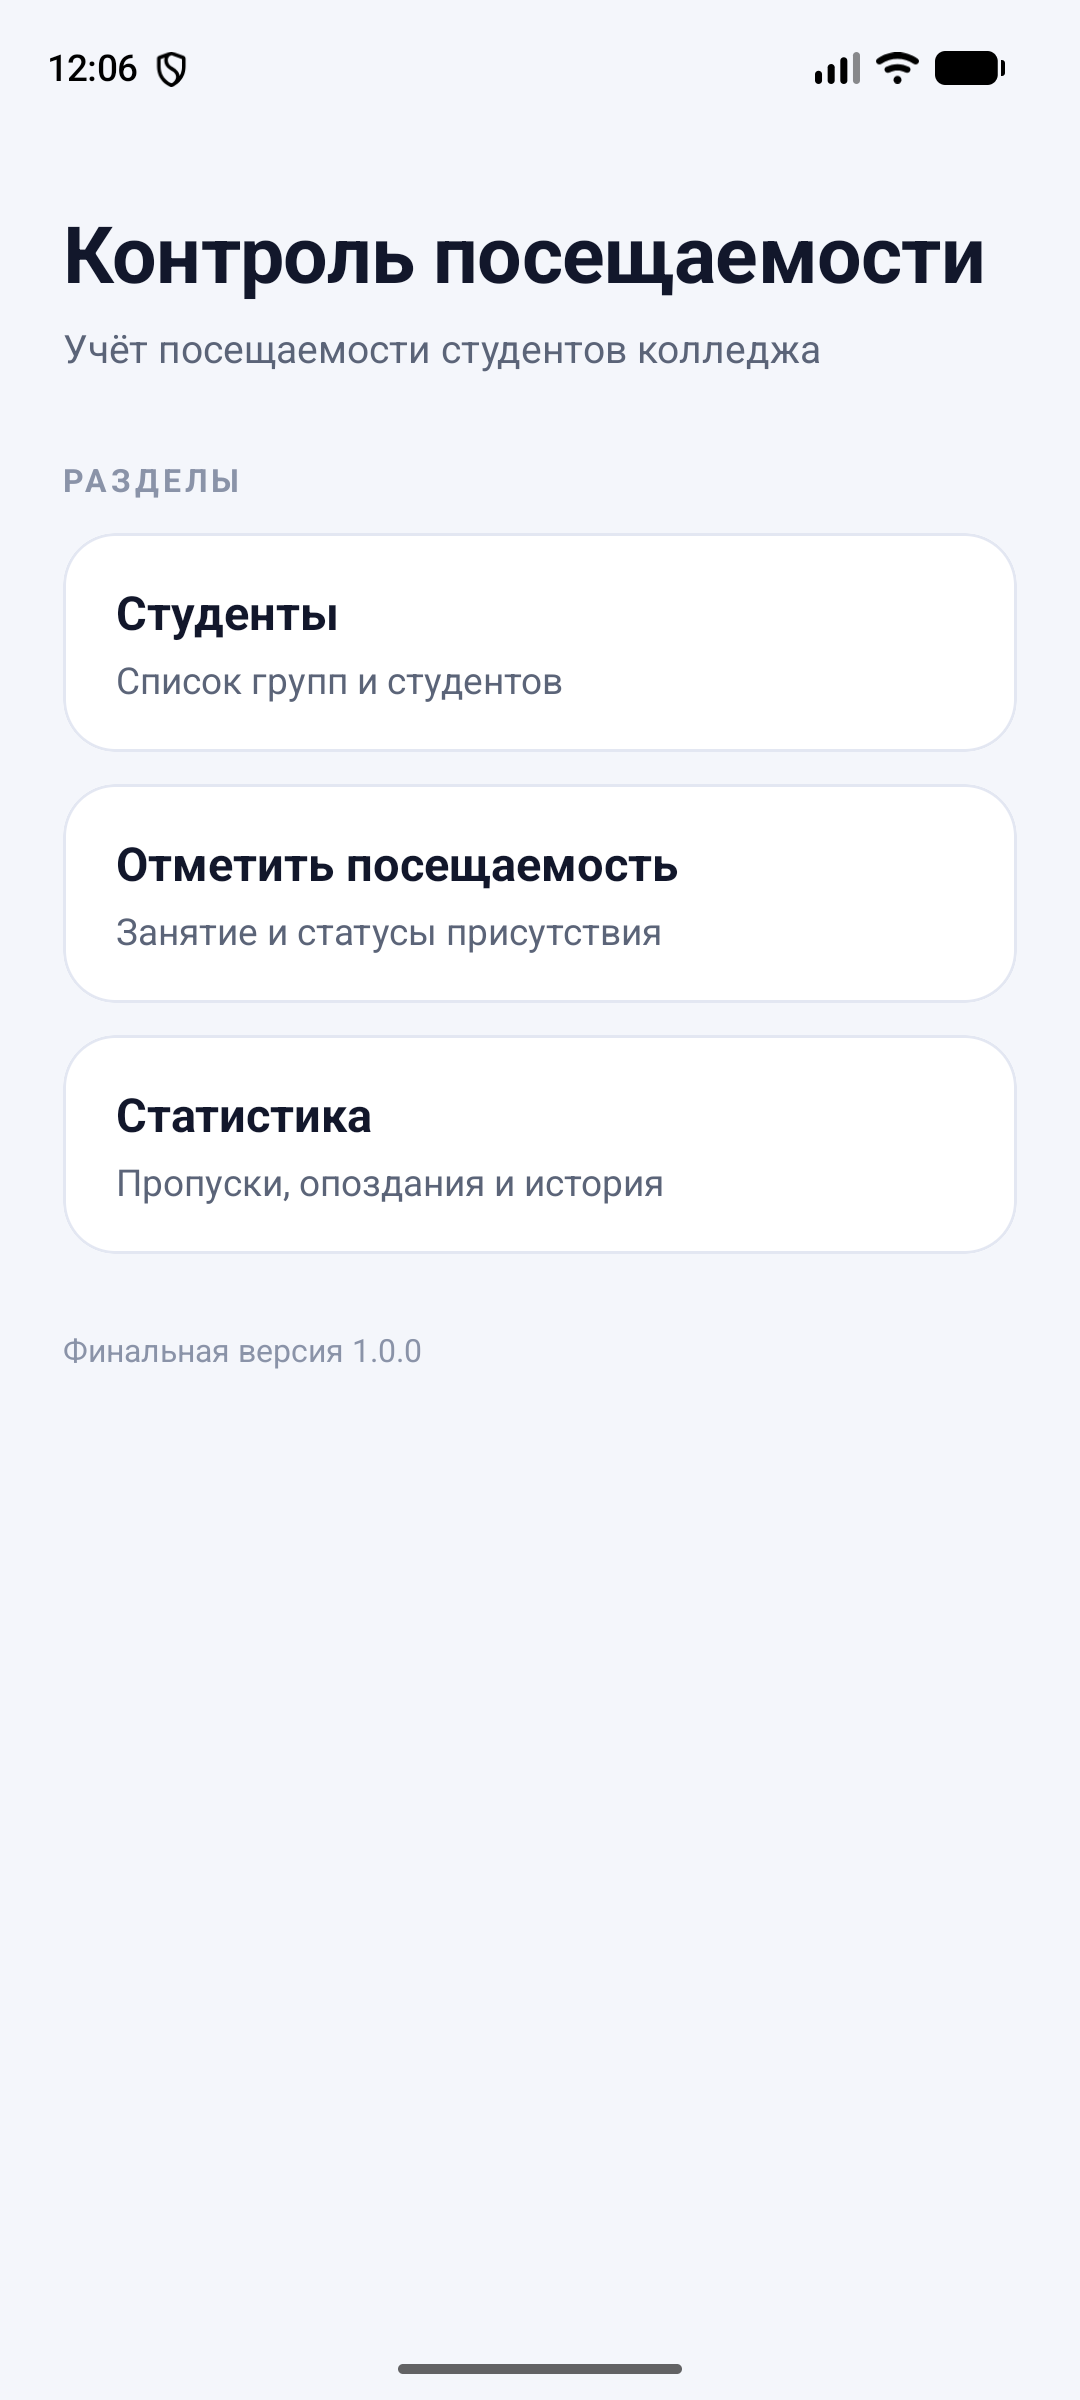 12:06
Контроль посещаемости
Учёт посещаемости студентов колледжа
РАЗДЕЛЫ
Студенты
Список групп и студентов
Отметить посещаемость
Занятие и статусы присутствия
Статистика
Пропуски, опоздания и история
Финальная версия 1.0.0